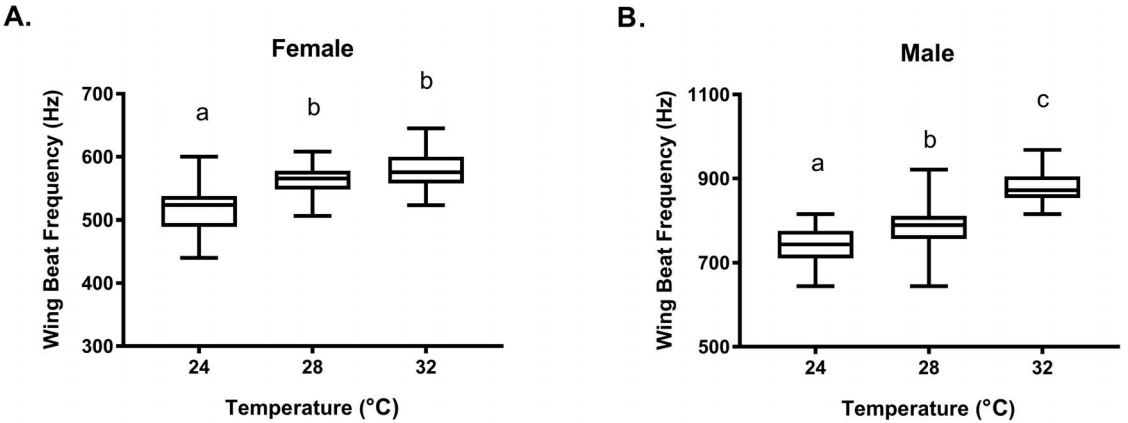 A.
Female
Wing Beat Frequency (Hz)
700
600
500
400
300
a
b
b
24
28
32
Temperature (°C)
B.
Male
Wing Beat Frequency (Hz)
1100
900
700
500
a
b
c
24
28
32
Temperature (°C)